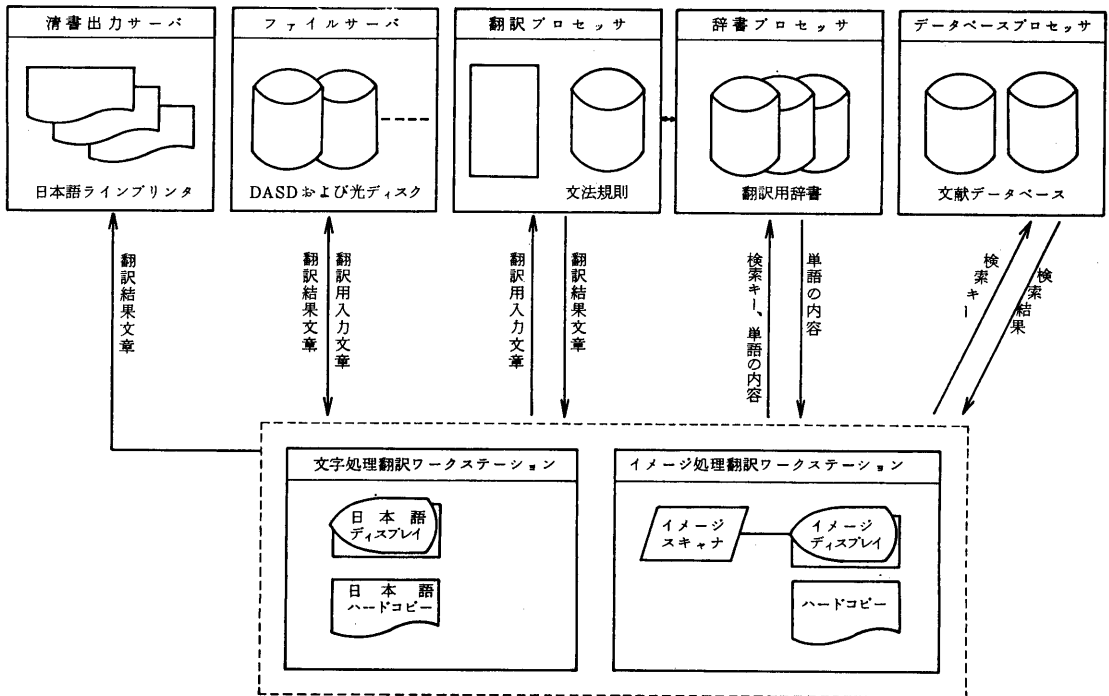 清書出力サーバ
日本語ラインプリンタ
ファイルサーバ
DASDおよび光ディスク
翻訳プロセッサ
文法規則
辞書プロセッサ
翻訳用辞書
データベースプロセッサ
文献データベース
翻訳結果文章
翻訳結果文章
翻訳用入力文章
翻訳用入力文章
翻訳結果文章
検索キー、単語の内容
単語の内容
検索キー
検索結果
文字処理翻訳ワークステーション
日本語
ディスプレイ
日本語
ハードコピー
イメージ処理翻訳ワークステーション
イメージ
スキャナ
イメージ
ディスプレイ
ハードコピー